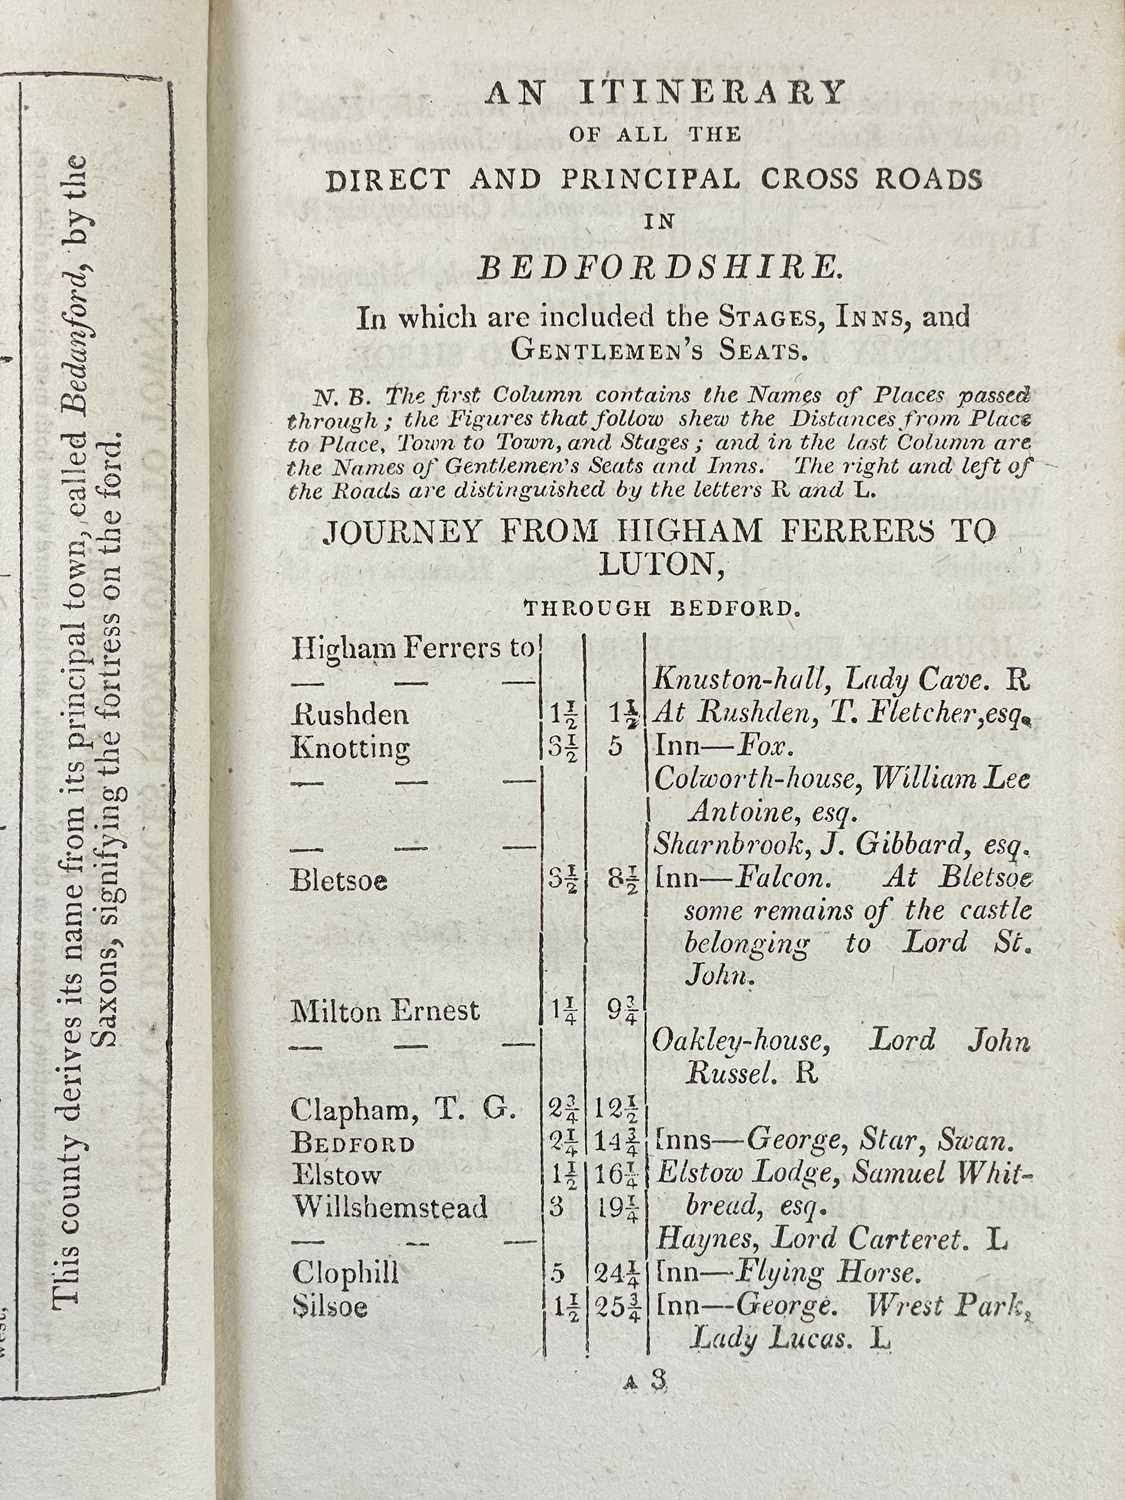 This county derives its name from its principal town, called Bedanford, by the
Saxons, signifying the fortress on the ford.
west,
AN ITINERARY
OF ALL THE
DIRECT AND PRINCIPAL CROSS ROADS
IN
BEDFORDSHIRE.
In which are included the STAGES, INNS, and
GENTLEMEN'S SEATS.
N. B. The first Column contains the Names of Places passed
through; the Figures that follow shew the Distances from Place
to Place, Town to Town, and Stages; and in the last Column are
the Names of Gentlemen's Seats and Inns. The right and left of
the Roads are distinguished by the letters R and L.
JOURNEY FROM HIGHAM FERRERS TO
LUTON,
THROUGH BEDFORD.
Higham Ferrers to
— — — Knuston-hall, Lady Cave. R
Rushden 1½ 1½ At Rushden, T. Fletcher, esq.
Knotting 3½ 5 Inn—Fox.
— — — Colworth-house, William Lee
Antoine, esq.
— — — Sharnbrook, J. Gibbard, esq.
Bletsoe 3½ 8½ Inn—Falcon. At Bletsoe
some remains of the castle
belonging to Lord St.
John.
Milton Ernest 1¼ 9¾
— — — Oakley-house, Lord John
Russel. R
Clapham, T. G. 2¾ 12½
BEDFORD 2¼ 14¾ Inns—George, Star, Swan.
Elstow 1½ 16¼ Elstow Lodge, Samuel Whit-
Willshemstead 3 19¼ bread, esq.
— — — Haynes, Lord Carteret. L
Clophill 5 24¼ Inn—Flying Horse.
Silsoe 1½ 25¾ Inn—George. Wrest Park,
Lady Lucas. L
A 3